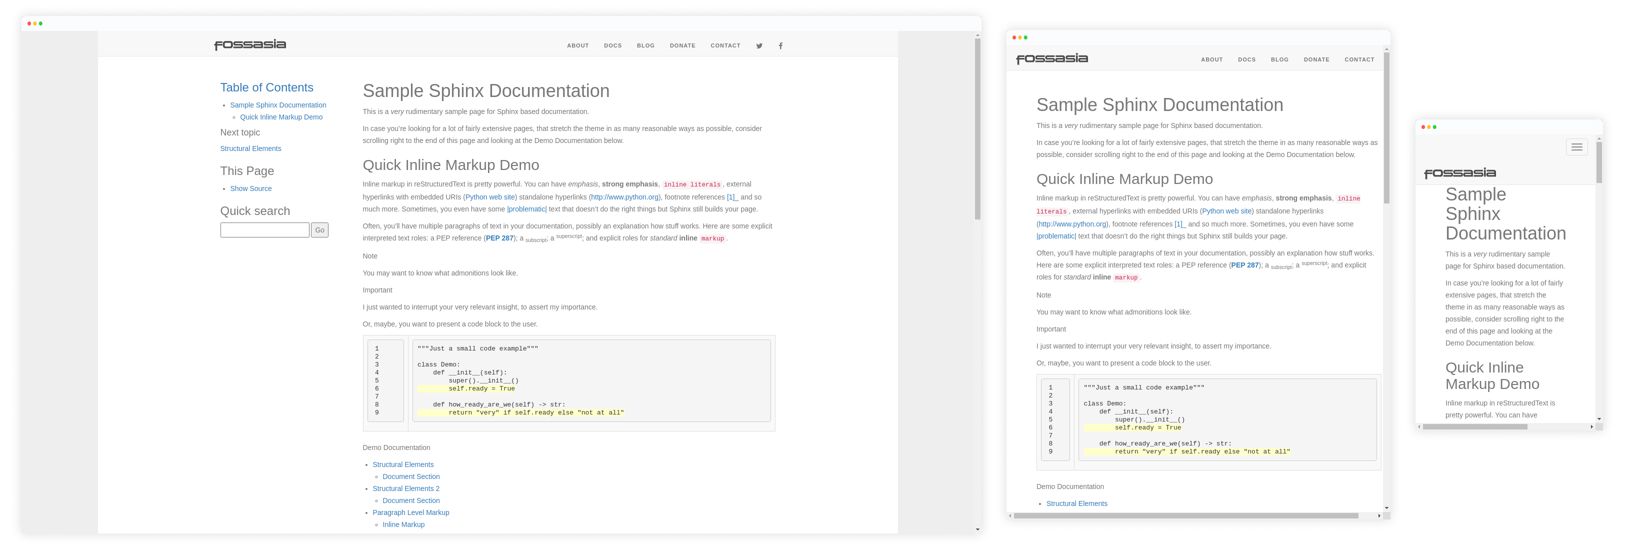 fossasia
ABOUT DOCS BLOG DONATE CONTACT
Table of Contents
Sample Sphinx Documentation
Quick Inline Markup Demo
Next topic
Structural Elements
This Page
Show Source
Quick search
Go
Sample Sphinx Documentation
This is a very rudimentary sample page for Sphinx based documentation.
In case you're looking for a lot of fairly extensive pages, that stretch the theme in as many reasonable ways as possible, consider
scrolling right to the end of this page and looking at the Demo Documentation below.
Quick Inline Markup Demo
Inline markup in reStructuredText is pretty powerful. You can have emphasis, strong emphasis, inline literals, external
hyperlinks with embedded URIs (Python web site) standalone hyperlinks (http://www.python.org), footnote references [1]_ and so
much more. Sometimes, you even have some |problematic| text that doesn't do the right things but Sphinx still builds your page.
Often, you'll have multiple paragraphs of text in your documentation, possibly an explanation how stuff works. Here are some explicit
interpreted text roles: a PEP reference (PEP 287); a subscript; a superscript; and explicit roles for standard inline markup.
Note
You may want to know what admonitions look like.
Important
I just wanted to interrupt your very relevant insight, to assert my importance.
Or, maybe, you want to present a code block to the user.
1 """Just a small code example"""
2
3 class Demo:
4 def __init__(self):
5 super().__init__()
6 self.ready = True
7
8 def how_ready_are_we(self) -> str:
9 return "very" if self.ready else "not at all"
Demo Documentation
Structural Elements
Document Section
Structural Elements 2
Document Section
Paragraph Level Markup
Inline Markup
fossasia
ABOUT DOCS BLOG DONATE CONTACT
Sample Sphinx Documentation
This is a very rudimentary sample page for Sphinx based documentation.
In case you're looking for a lot of fairly extensive pages, that stretch the theme in as many reasonable ways as
possible, consider scrolling right to the end of this page and looking at the Demo Documentation below.
Quick Inline Markup Demo
Inline markup in reStructuredText is pretty powerful. You can have emphasis, strong emphasis, inline
literals, external hyperlinks with embedded URIs (Python web site) standalone hyperlinks
(http://www.python.org), footnote references [1]_ and so much more. Sometimes, you even have some
|problematic| text that doesn't do the right things but Sphinx still builds your page.
Often, you'll have multiple paragraphs of text in your documentation, possibly an explanation how stuff works.
Here are some explicit interpreted text roles: a PEP reference (PEP 287); a subscript; a superscript; and explicit
roles for standard inline markup.
Note
You may want to know what admonitions look like.
Important
I just wanted to interrupt your very relevant insight, to assert my importance.
Or, maybe, you want to present a code block to the user.
1 """Just a small code example"""
2
3 class Demo:
4 def __init__(self):
5 super().__init__()
6 self.ready = True
7
8 def how_ready_are_we(self) -> str:
9 return "very" if self.ready else "not at all"
Demo Documentation
Structural Elements
fossasia
Sample
Sphinx
Documentation
This is a very rudimentary sample
page for Sphinx based documentation.
In case you're looking for a lot of fairly
extensive pages, that stretch the
theme in as many reasonable ways as
possible, consider scrolling right to the
end of this page and looking at the
Demo Documentation below.
Quick Inline
Markup Demo
Inline markup in reStructuredText is
pretty powerful. You can have